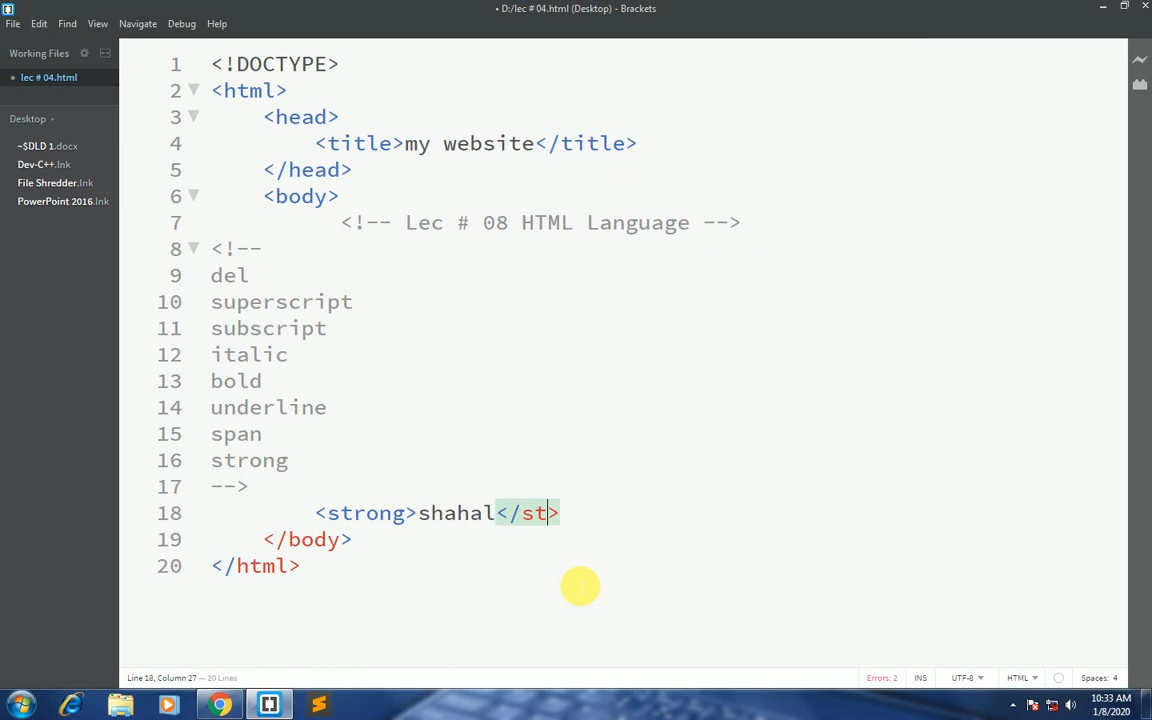 • D:/lec # 04.html (Desktop) - Brackets
File Edit Find View Navigate Debug Help
Working Files
• lec # 04.html
Desktop
~$DLD 1.docx
Dev-C++.lnk
File Shredder.lnk
PowerPoint 2016.lnk
1 <!DOCTYPE>
2 <html>
3 <head>
4 <title>my website</title>
5 </head>
6 <body>
7 <!-- Lec # 08 HTML Language -->
8 <!--
9 del
10 superscript
11 subscript
12 italic
13 bold
14 underline
15 span
16 strong
17 -->
18 <strong>shahal</st>
19 </body>
20 </html>
Line 18, Column 27 — 20 Lines
Errors: 2 INS UTF-8 HTML Spaces: 4
10:33 AM
1/8/2020